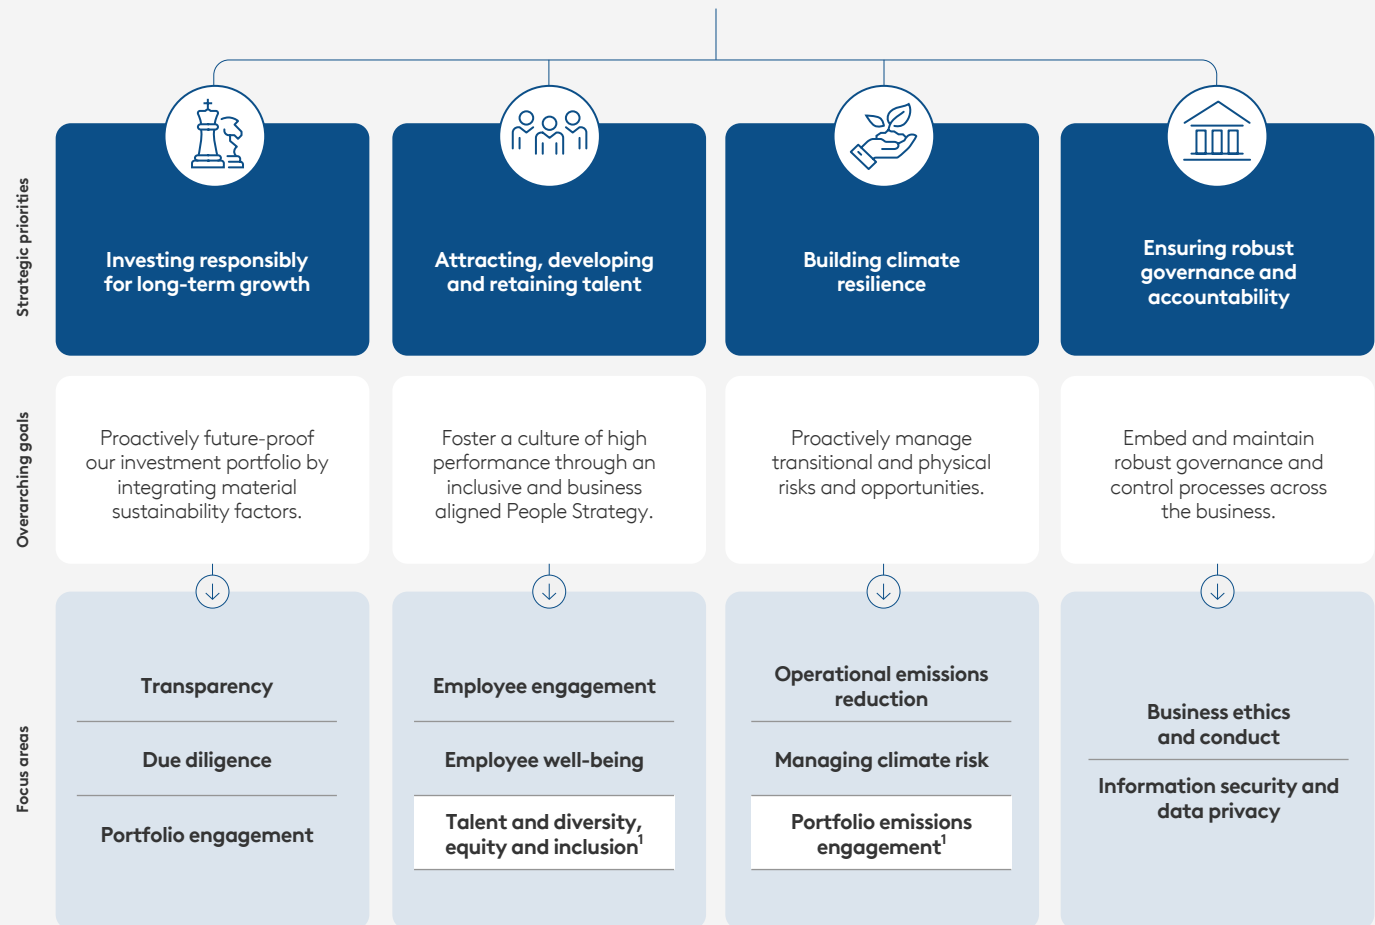 Strategic priorities
Investing responsibly
for long-term growth
Attracting, developing
and retaining talent
Building climate
resilience
Ensuring robust
governance and
accountability
Overarching goals
Proactively future-proof
our investment portfolio by
integrating material
sustainability factors.
Foster a culture of high
performance through an
inclusive and business
aligned People Strategy.
Proactively manage
transitional and physical
risks and opportunities.
Embed and maintain
robust governance and
control processes across
the business.
Focus areas
Transparency
Due diligence
Portfolio engagement
Employee engagement
Employee well-being
Talent and diversity,
equity and inclusion¹
Operational emissions
reduction
Managing climate risk
Portfolio emissions
engagement¹
Business ethics
and conduct
Information security and
data privacy